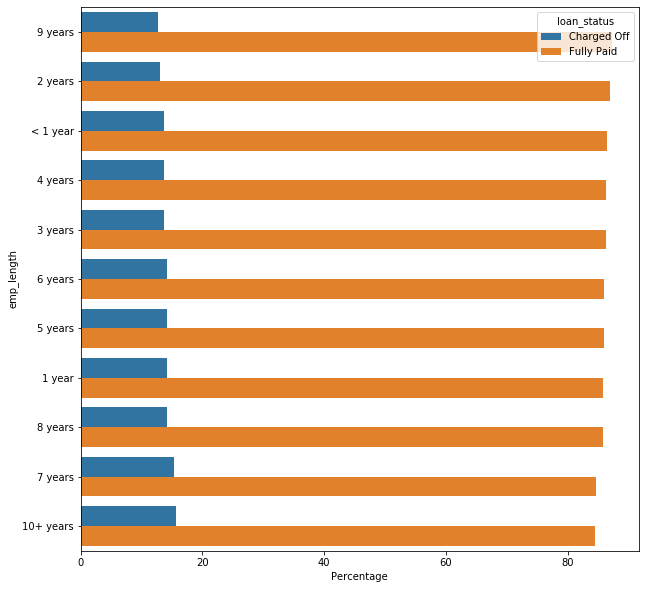 loan_status
Charged Off
Fully Paid
emp_length
9 years
2 years
< 1 year
4 years
3 years
6 years
5 years
1 year
8 years
7 years
10+ years
0 20 40 60 80
Percentage